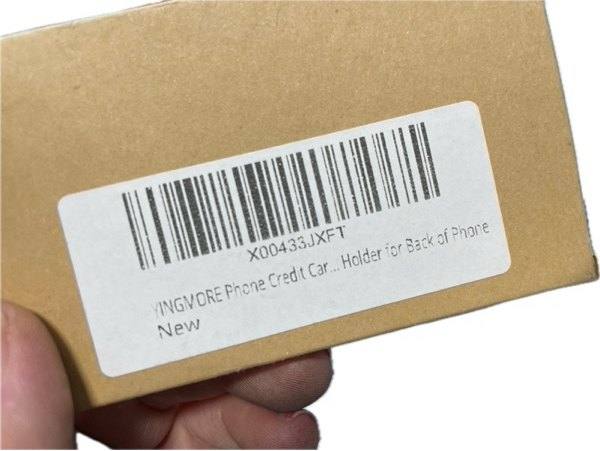 X00433JXFT
YINGMORE Phone Credit Car... Holder for Back of Phone
New